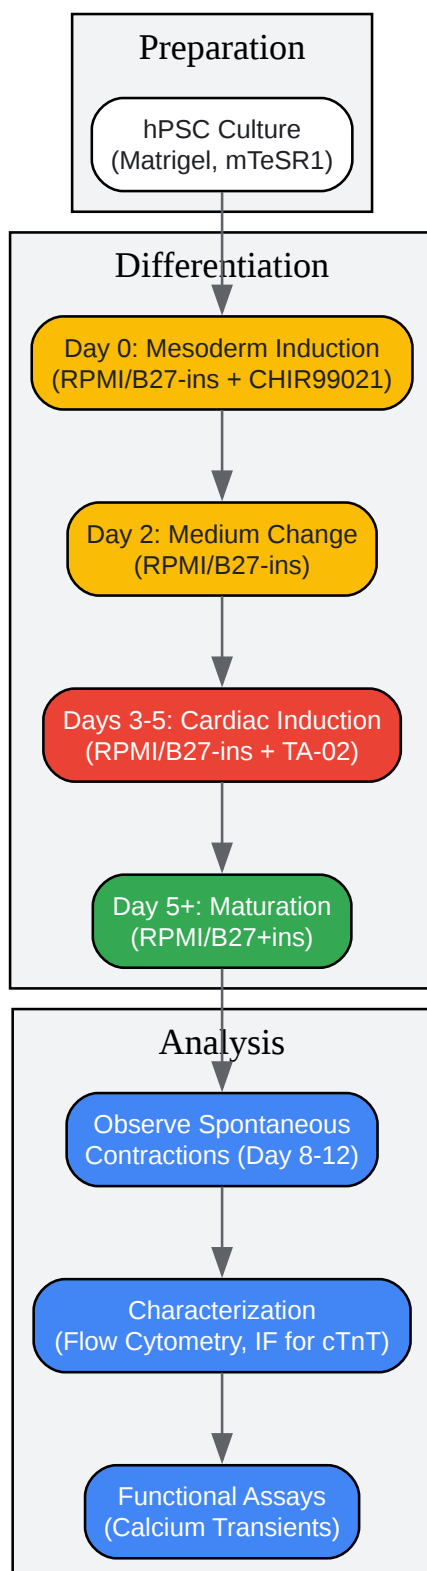 Preparation
hPSC Culture
(Matrigel, mTeSR1)
Differentiation
Day 0: Mesoderm Induction
(RPMI/B27-ins + CHIR99021)
Day 2: Medium Change
(RPMI/B27-ins)
Days 3-5: Cardiac Induction
(RPMI/B27-ins + TA-02)
Day 5+: Maturation
(RPMI/B27+ins)
Analysis
Observe Spontaneous
Contractions (Day 8-12)
Characterization
(Flow Cytometry, IF for cTnT)
Functional Assays
(Calcium Transients)